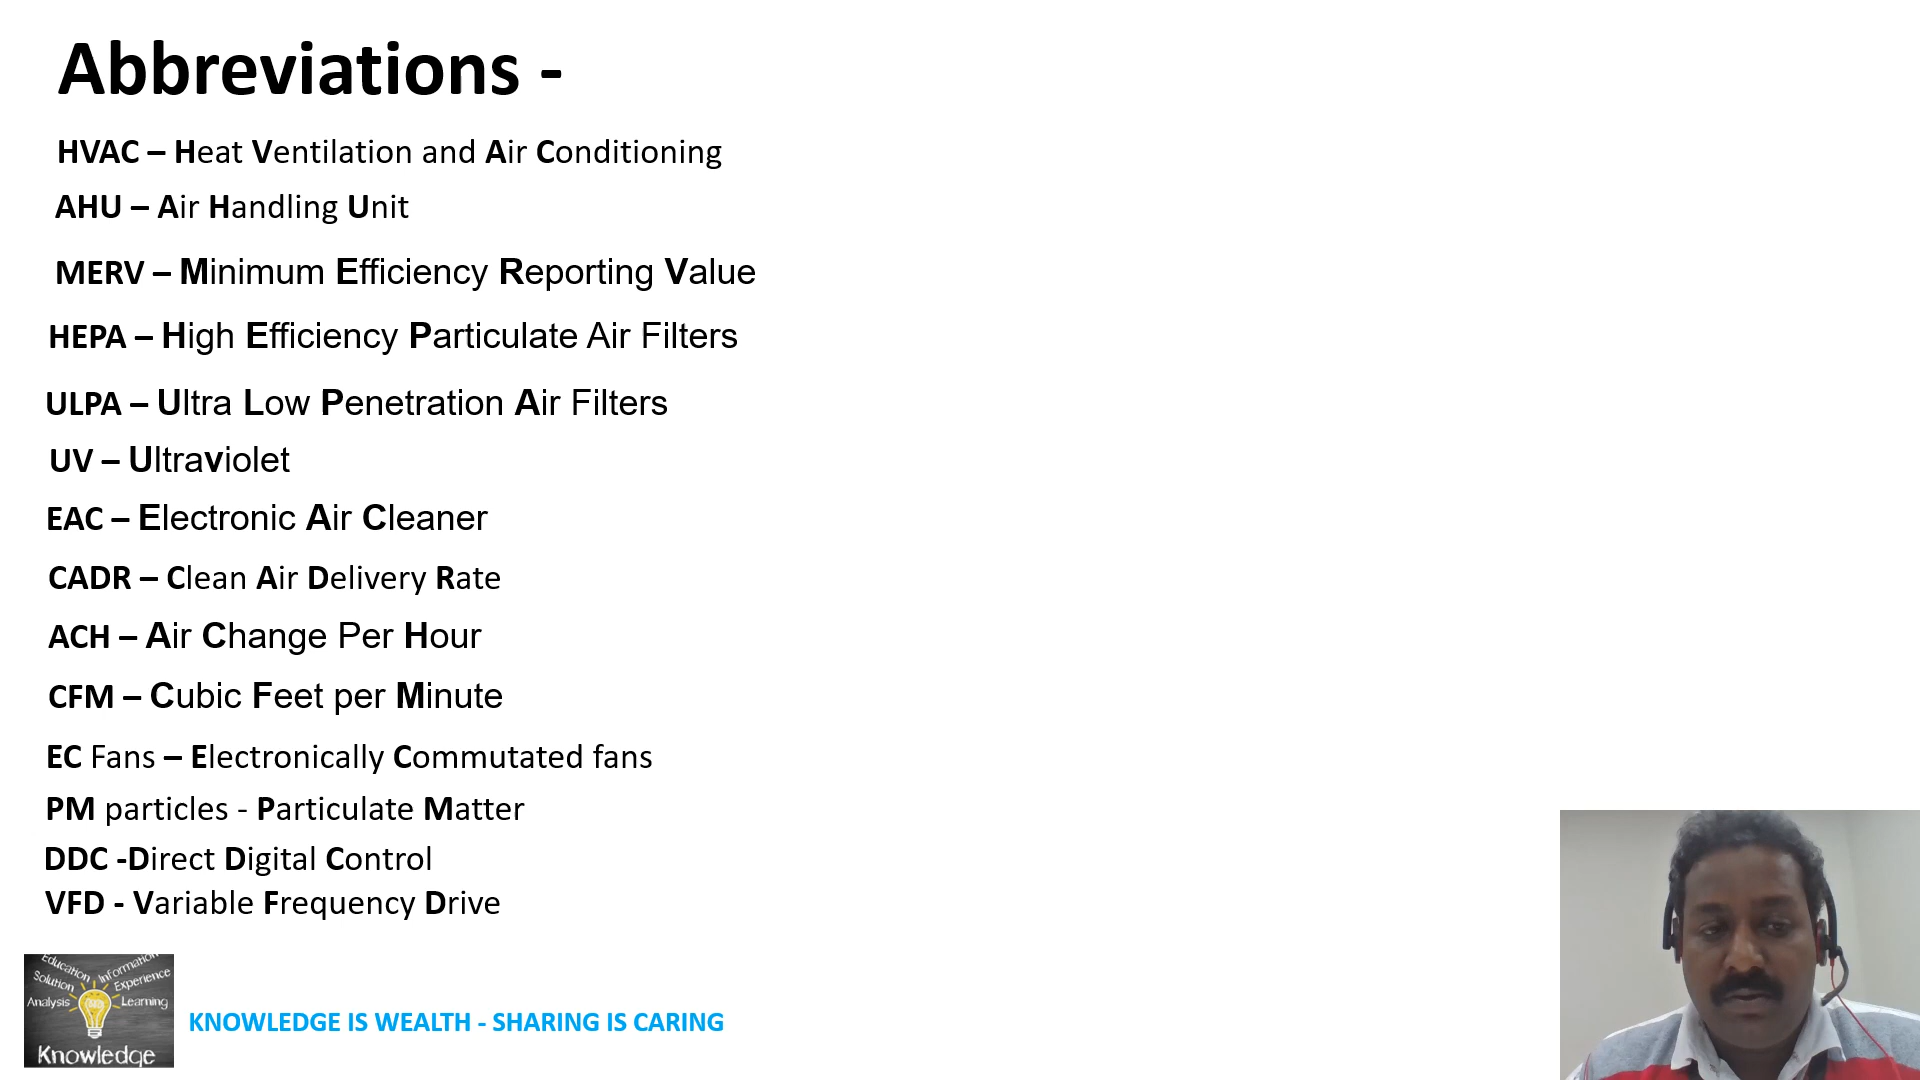 Abbreviations -
HVAC – Heat Ventilation and Air Conditioning
AHU – Air Handling Unit
MERV – Minimum Efficiency Reporting Value
HEPA – High Efficiency Particulate Air Filters
ULPA – Ultra Low Penetration Air Filters
UV – Ultraviolet
EAC – Electronic Air Cleaner
CADR – Clean Air Delivery Rate
ACH – Air Change Per Hour
CFM – Cubic Feet per Minute
EC Fans – Electronically Commutated fans
PM particles - Particulate Matter
DDC -Direct Digital Control
VFD - Variable Frequency Drive
Education Information
Solution Experience
Analysis Learning
Knowledge
KNOWLEDGE IS WEALTH - SHARING IS CARING